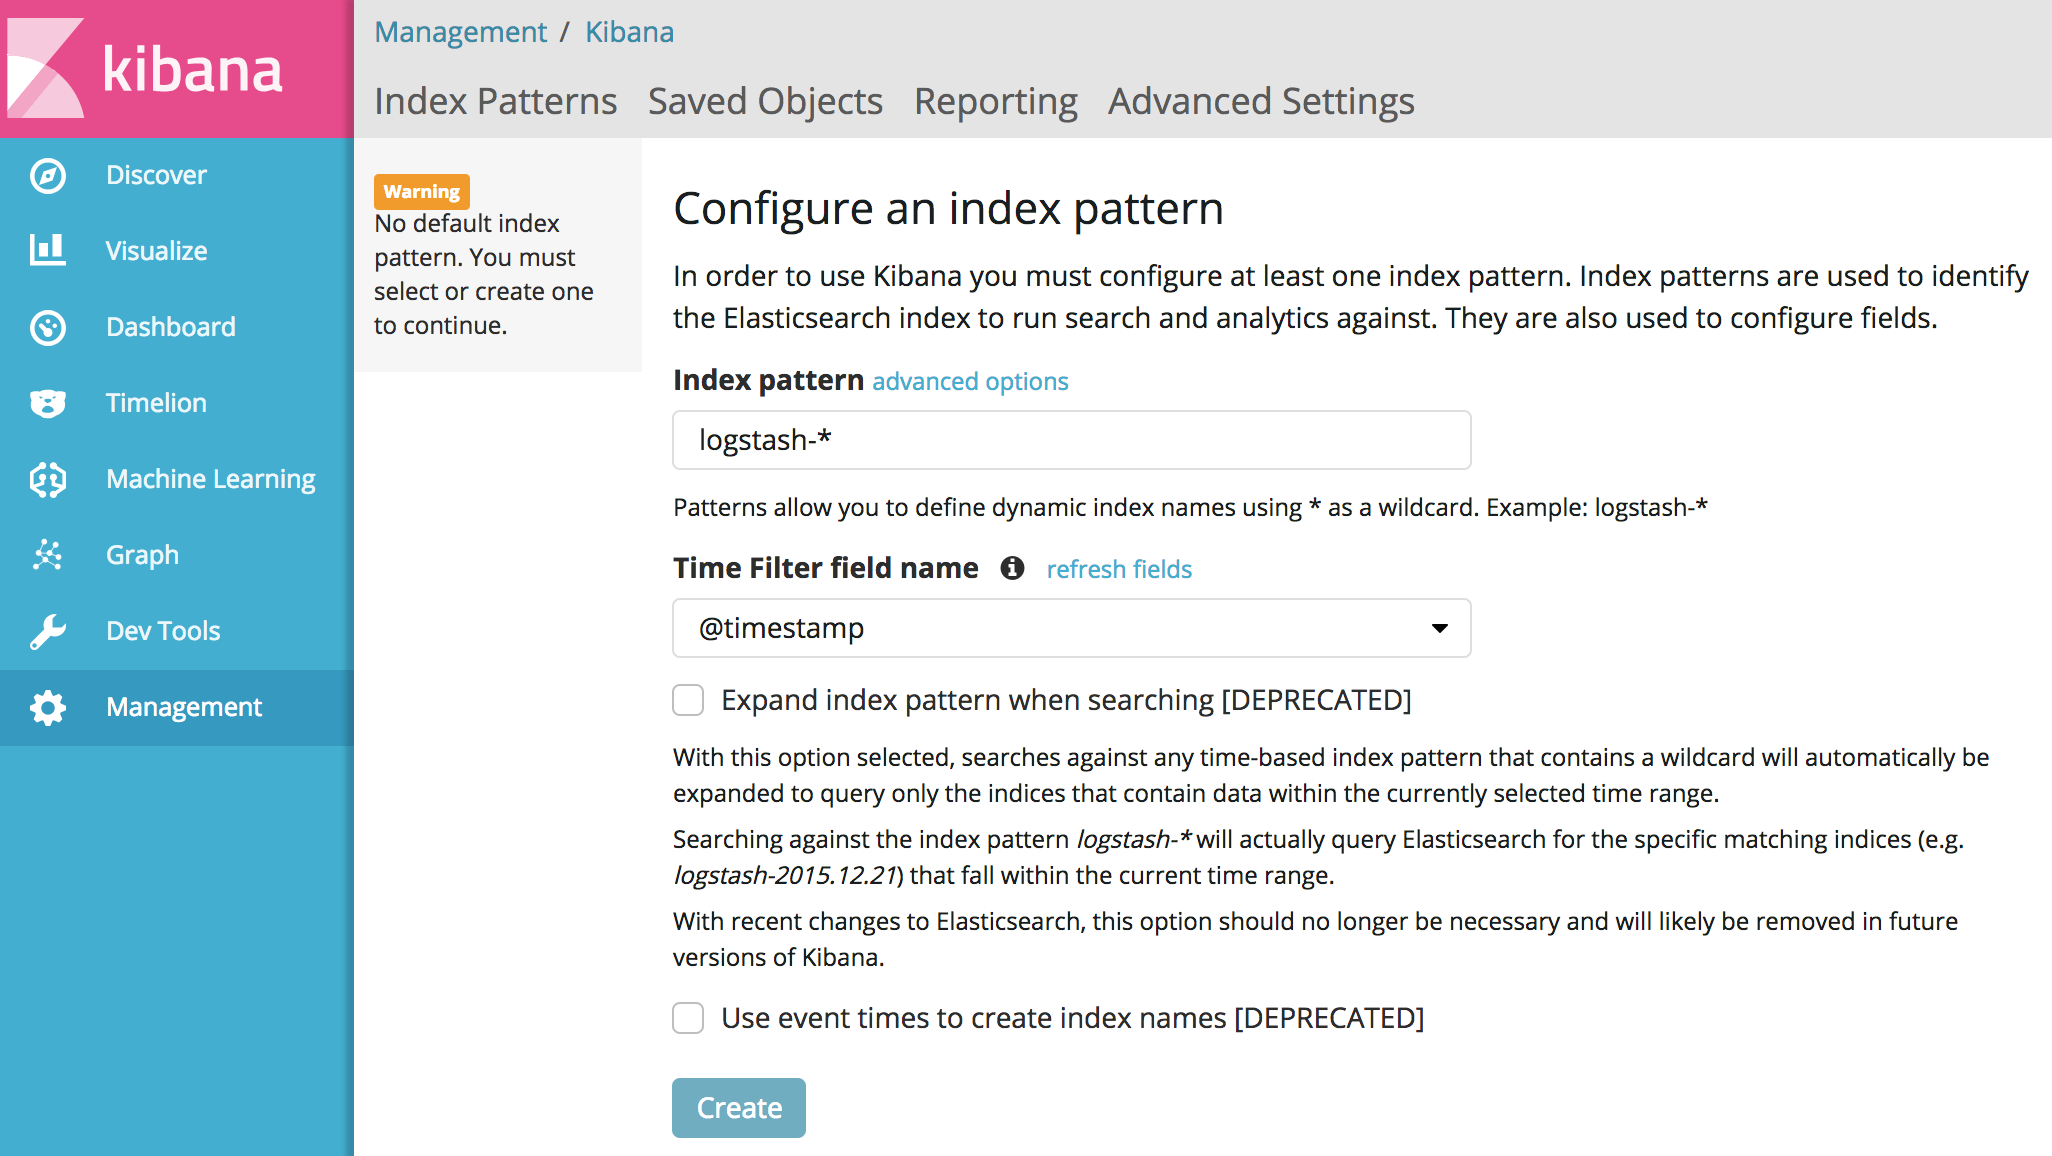 kibana
Discover
Visualize
Dashboard
Timelion
Machine Learning
Graph
Dev Tools
Management
Management / Kibana
Index Patterns Saved Objects Reporting Advanced Settings
Warning
No default index
pattern. You must
select or create one
to continue.
Configure an index pattern
In order to use Kibana you must configure at least one index pattern. Index patterns are used to identify
the Elasticsearch index to run search and analytics against. They are also used to configure fields.
Index pattern advanced options
logstash-*
Patterns allow you to define dynamic index names using * as a wildcard. Example: logstash-*
Time Filter field name refresh fields
@timestamp
Expand index pattern when searching [DEPRECATED]
With this option selected, searches against any time-based index pattern that contains a wildcard will automatically be
expanded to query only the indices that contain data within the currently selected time range.
Searching against the index pattern logstash-* will actually query Elasticsearch for the specific matching indices (e.g.
logstash-2015.12.21) that fall within the current time range.
With recent changes to Elasticsearch, this option should no longer be necessary and will likely be removed in future
versions of Kibana.
Use event times to create index names [DEPRECATED]
Create